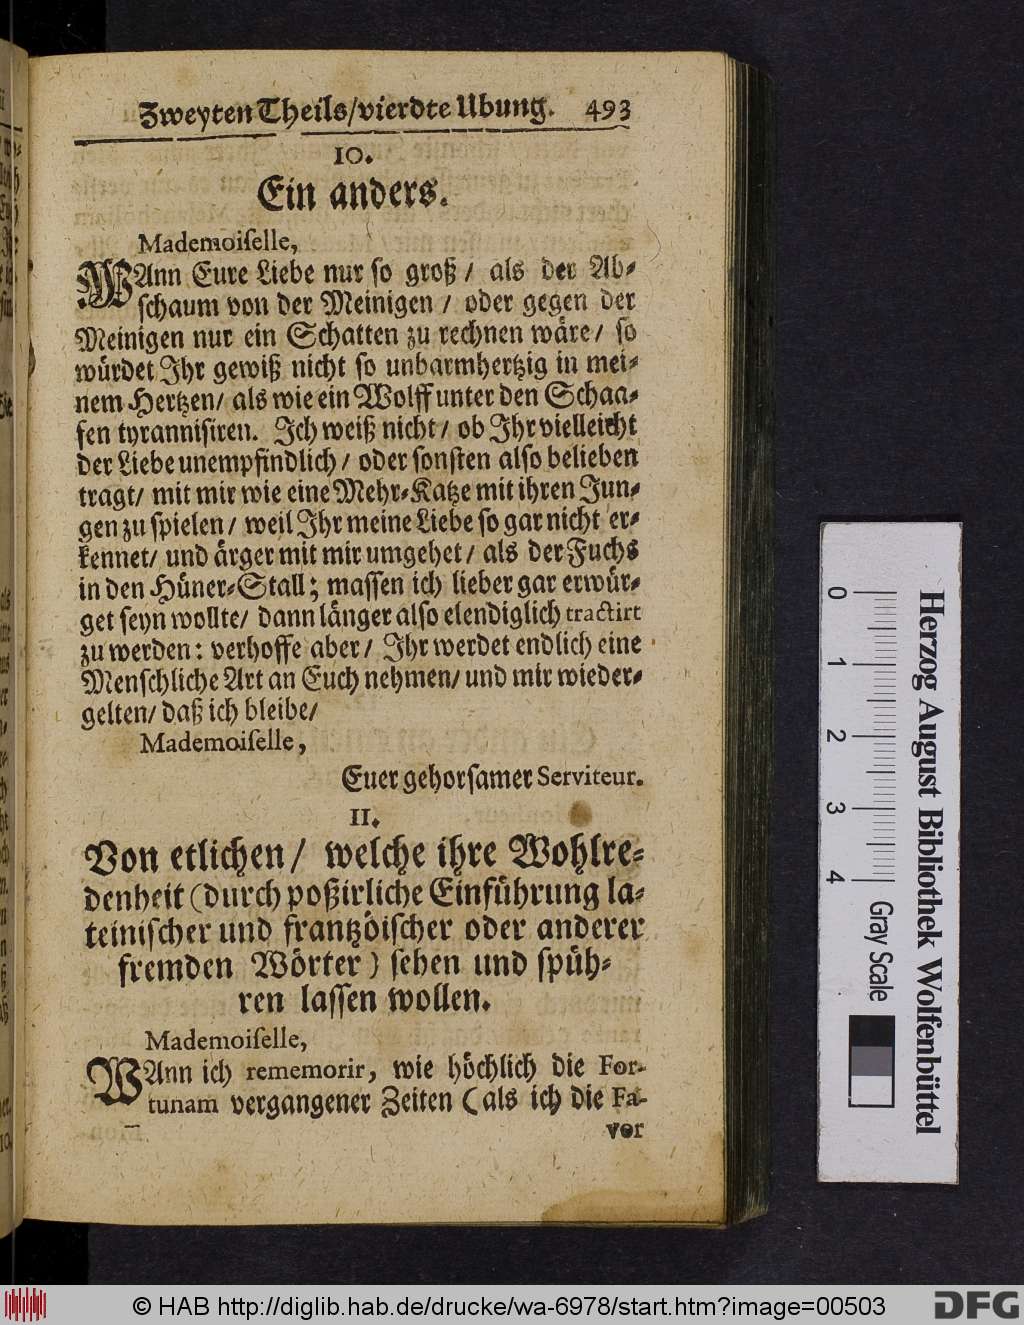 Zweyten Theils/vierdte Ubung. 493
10.
Ein anders.
Mademoiſelle,
WAnn Eure Liebe nur ſo groß / als der Ab-
ſchaum von der Meinigen / oder gegen der
Meinigen nur ein Schatten zu rechnen wäre / ſo
würdet Ihr gewiß nicht ſo unbarmhertzig in mei-
nem Hertzen / als wie ein Wolff unter den Schaa-
fen tyranniſiren. Ich weiß nicht / ob Ihr vielleicht
der Liebe unempfindlich / oder ſonſten alſo belieben
tragt / mit mir wie eine Mehr-Katze mit ihren Jun-
gen zu ſpielen / weil Ihr meine Liebe ſo gar nicht er-
kennet / und ärger mit mir umgehet / als der Fuchs
in den Hüner-Stall; maſſen ich lieber gar erwür-
get ſeyn wollte / dann länger alſo elendiglich tractirt
zu werden: verhoffe aber / Ihr werdet endlich eine
Menſchliche Art an Euch nehmen / und mir wieder-
gelten / daß ich bleibe /
Mademoiſelle,
Euer gehorſamer Serviteur.
11.
Von etlichen / welche ihre Wohlre-
denheit (durch poßirliche Einführung la-
teiniſcher und frantzöiſcher oder anderer
fremden Wörter) ſehen und ſpüh-
ren laſſen wollen.
Mademoiſelle,
WAnn ich rememorir, wie höchlich die For-
tunam vergangener Zeiten (als ich die Fa-
vor
0 1 2 3 4
Gray Scale
Herzog August Bibliothek Wolfenbüttel
© HAB http://diglib.hab.de/drucke/wa-6978/start.htm?image=00503
DFG